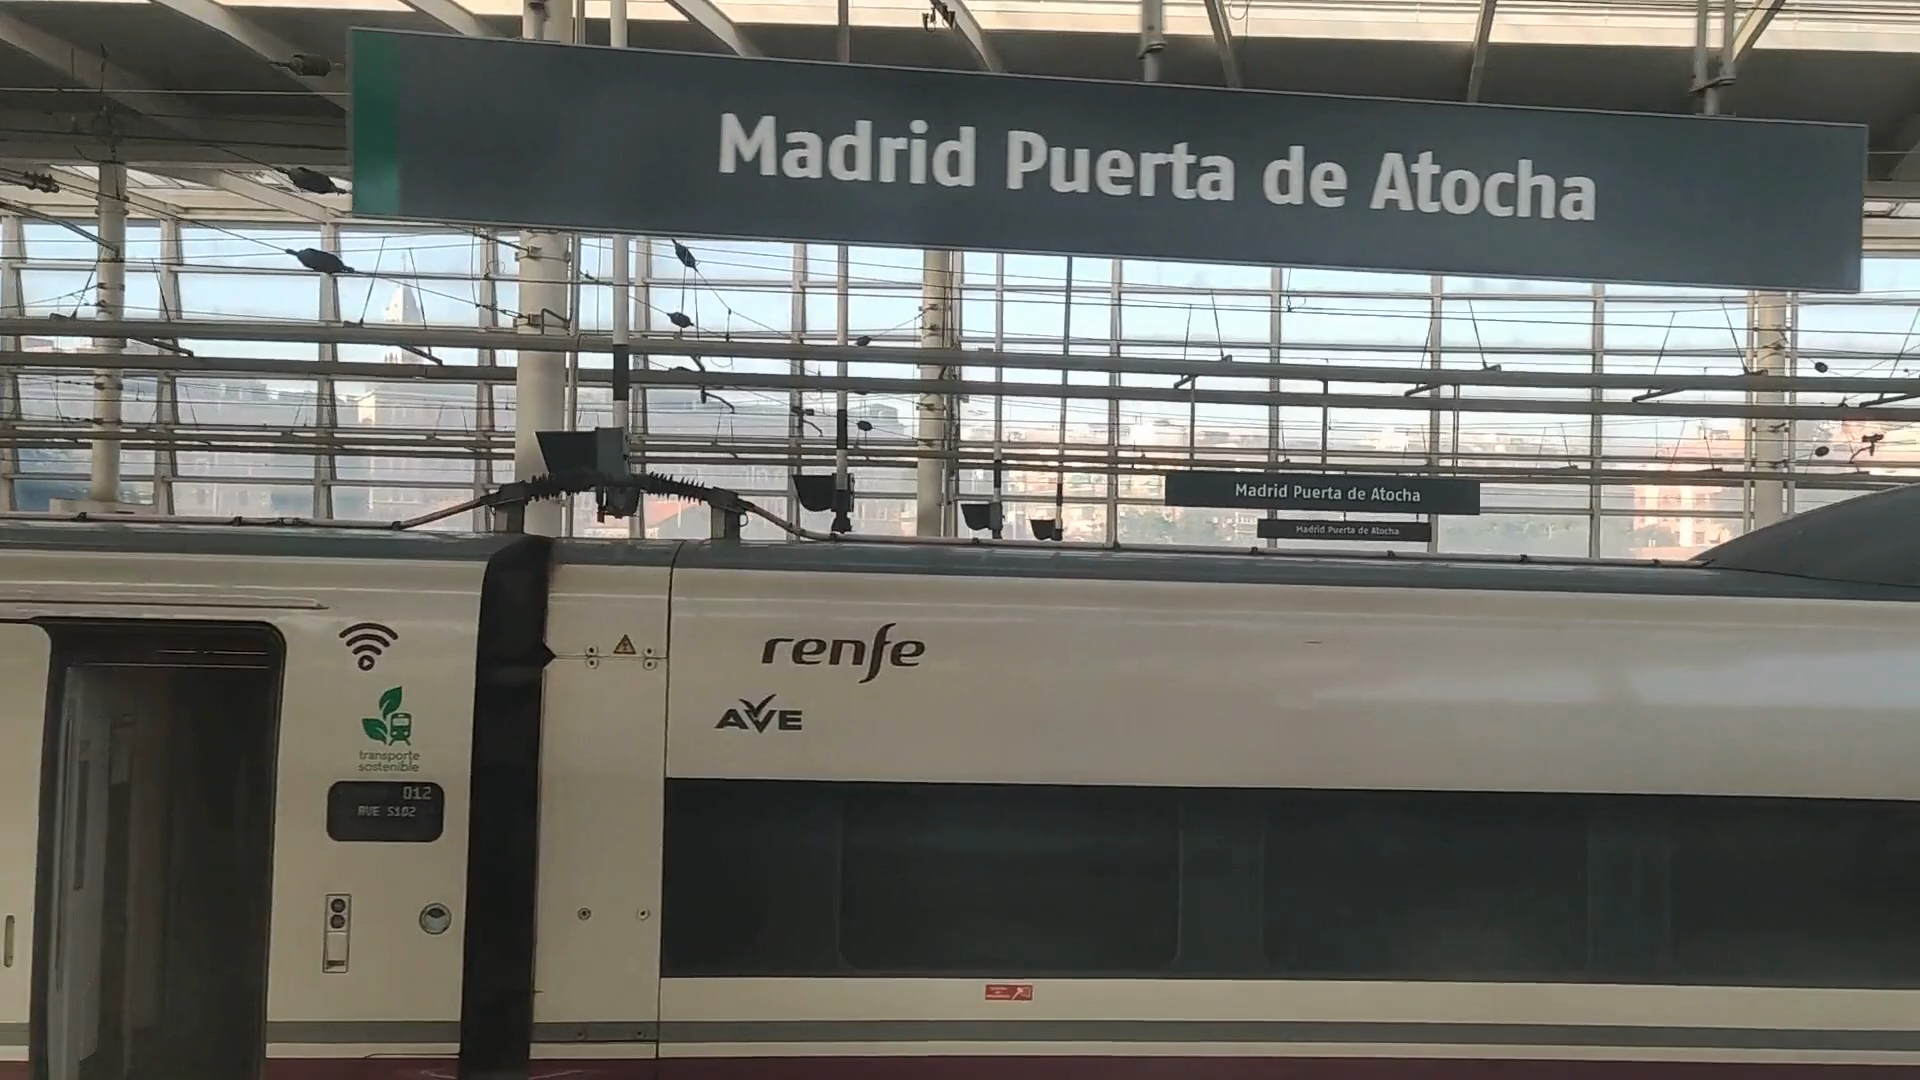 Madrid Puerta de Atocha
Madrid Puerta de Atocha
Madrid Puerta de Atocha
renfe
AVE
transporte
sostenible
012
AVE S102